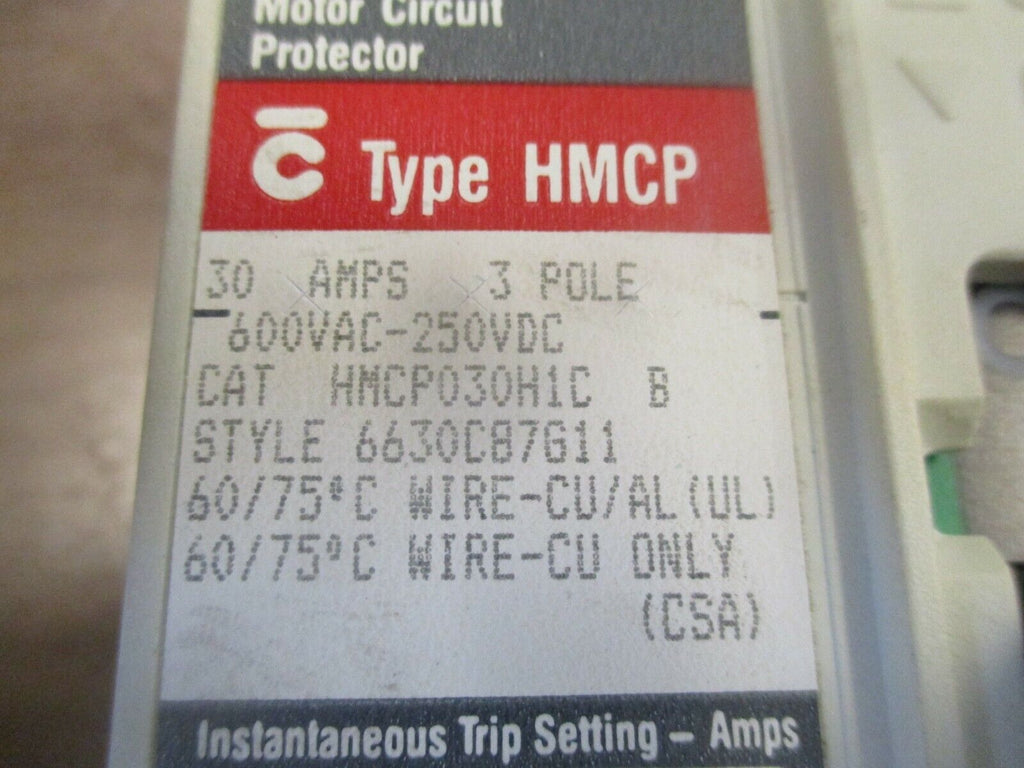 Motor Circuit
Protector
C Type HMCP
30 AMPS 3 POLE
600VAC-250VDC
CAT HMCP030H1C B
STYLE 6630C87G11
60/75°C WIRE-CU/AL(UL)
60/75°C WIRE-CU ONLY
(CSA)
Instantaneous Trip Setting – Amps